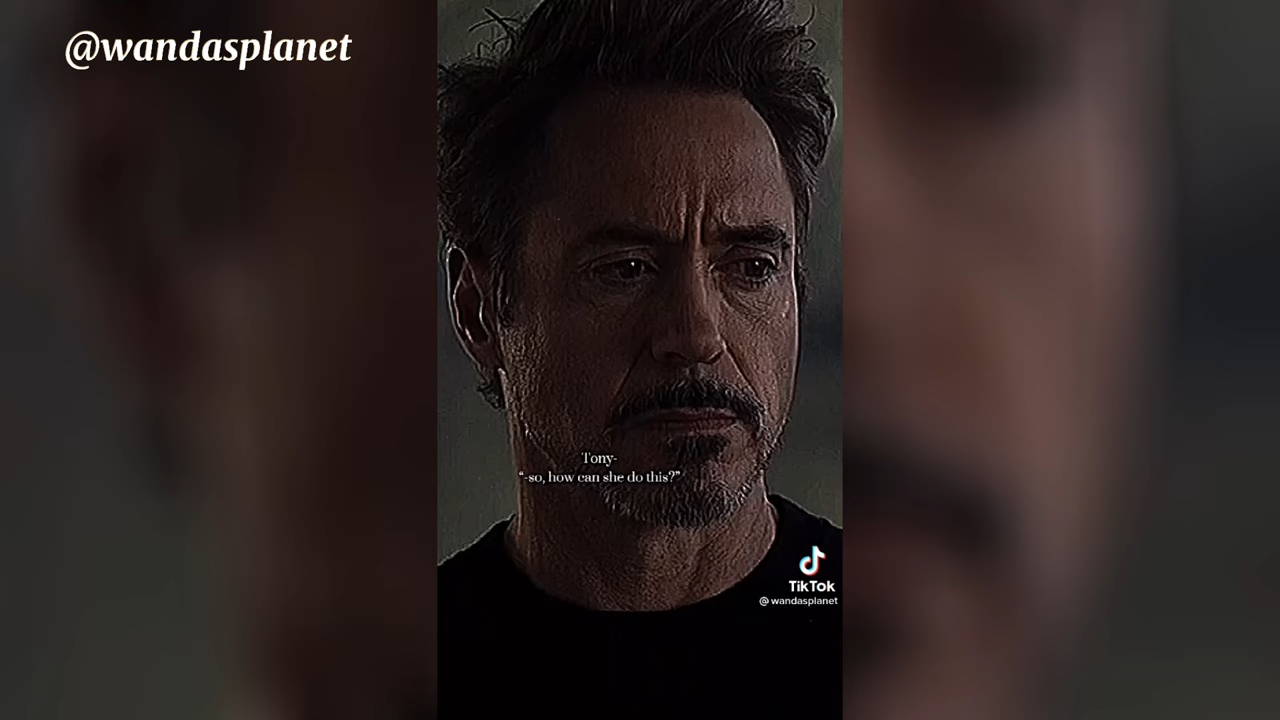 @wandasplanet
Tony-
“-so, how can she do this?”
TikTok
@wandasplanet